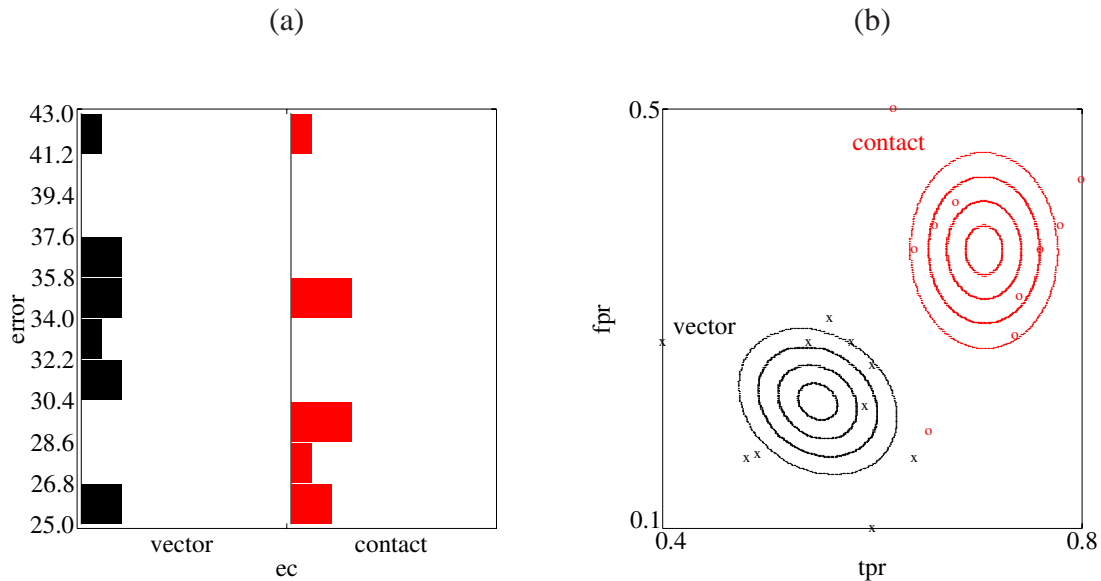 (a)
43.0
41.2
39.4
37.6
35.8
34.0
32.2
30.4
28.6
26.8
25.0
error
vector
contact
ec
(b)
0.5
0.1
fpr
contact
vector
0.4
0.8
tpr